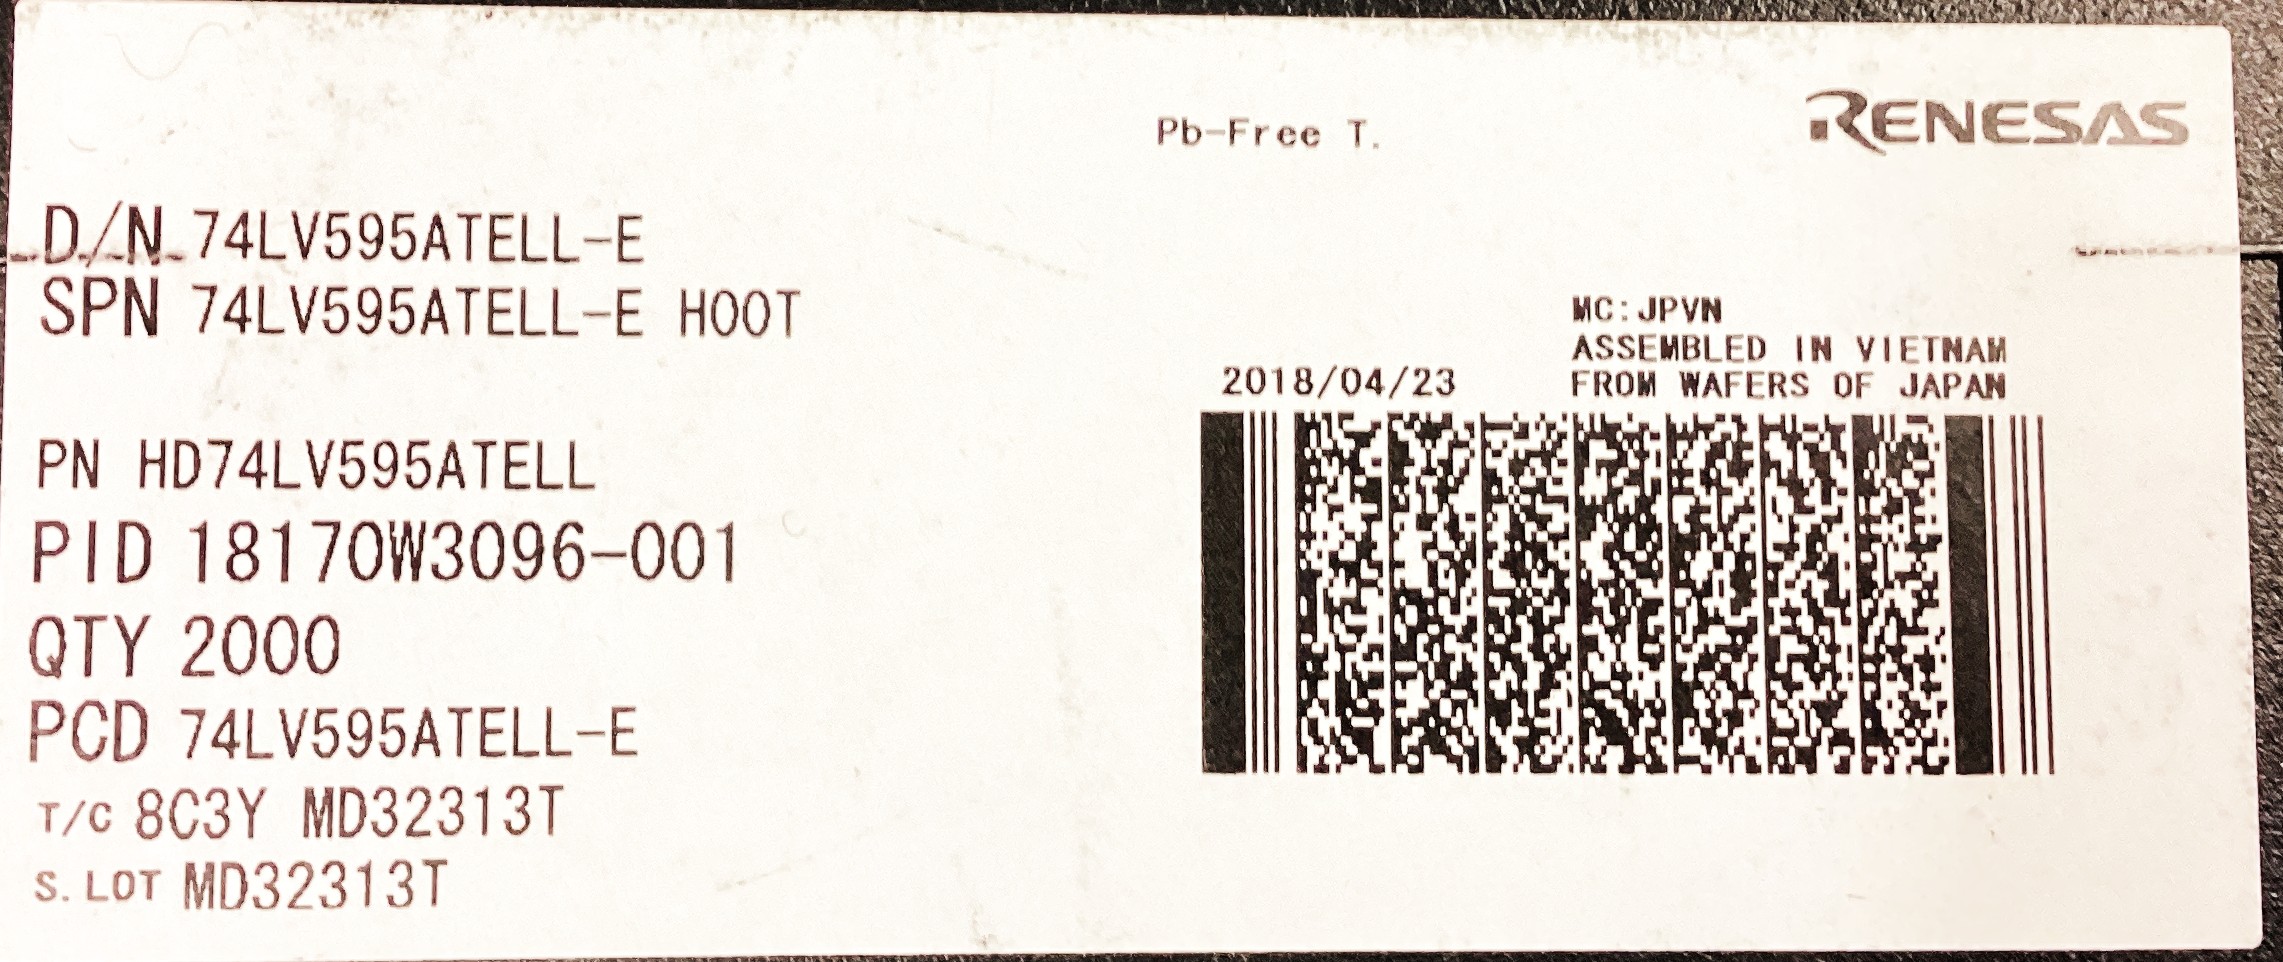 Pb-Free T.
RENESAS
D/N 74LV595ATELL-E
SPN 74LV595ATELL-E H00T
MC:JPVN
ASSEMBLED IN VIETNAM
2018/04/23
FROM WAFERS OF JAPAN
PN HD74LV595ATELL
PID 18170W3096-001
QTY 2000
PCD 74LV595ATELL-E
T/C 8C3Y MD32313T
S. LOT MD32313T